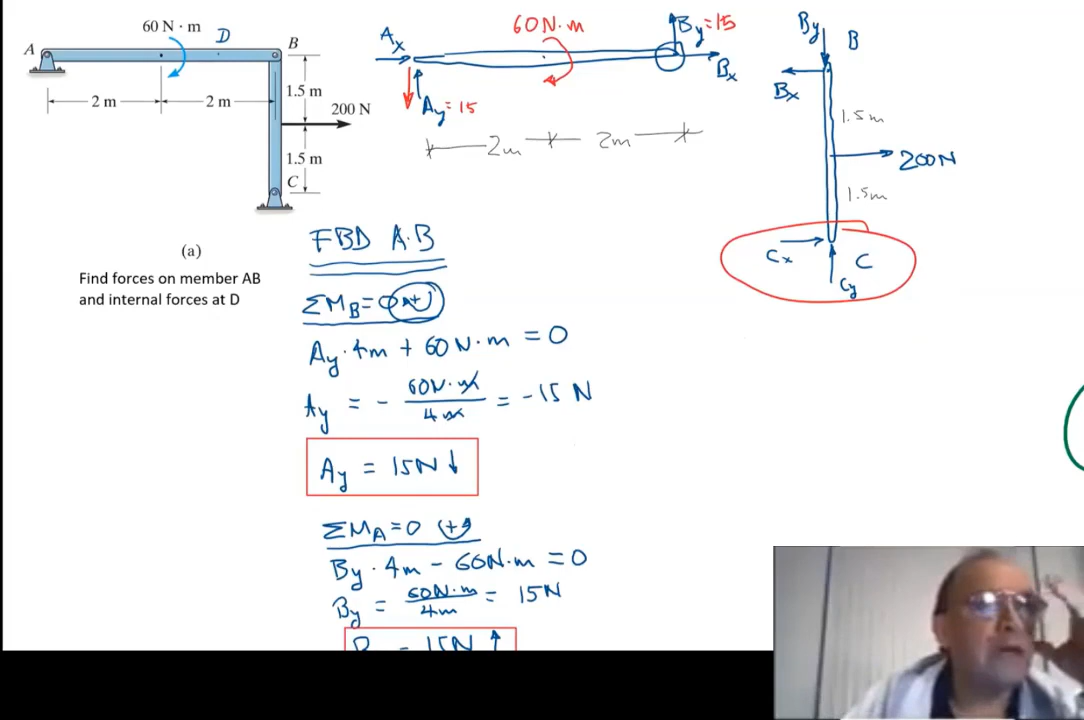 60 N · m
D
A
B
2 m
2 m
1.5 m
200 N
1.5 m
C
(a)
Find forces on member AB
and internal forces at D
Ax
60N·m
By=15
Bx
Ay=15
2m
2m
By
B
Bx
1.5m
200N
1.5m
Cx
C
Cy
FBD A·B
ΣMB=0
Ay·4m + 60N·m = 0
Ay = - 60N·m / 4m = -15 N
Ay = 15N ↓
ΣMA=0
By·4m - 60N·m = 0
By = 60N·m / 4m = 15N
= 15N ↑